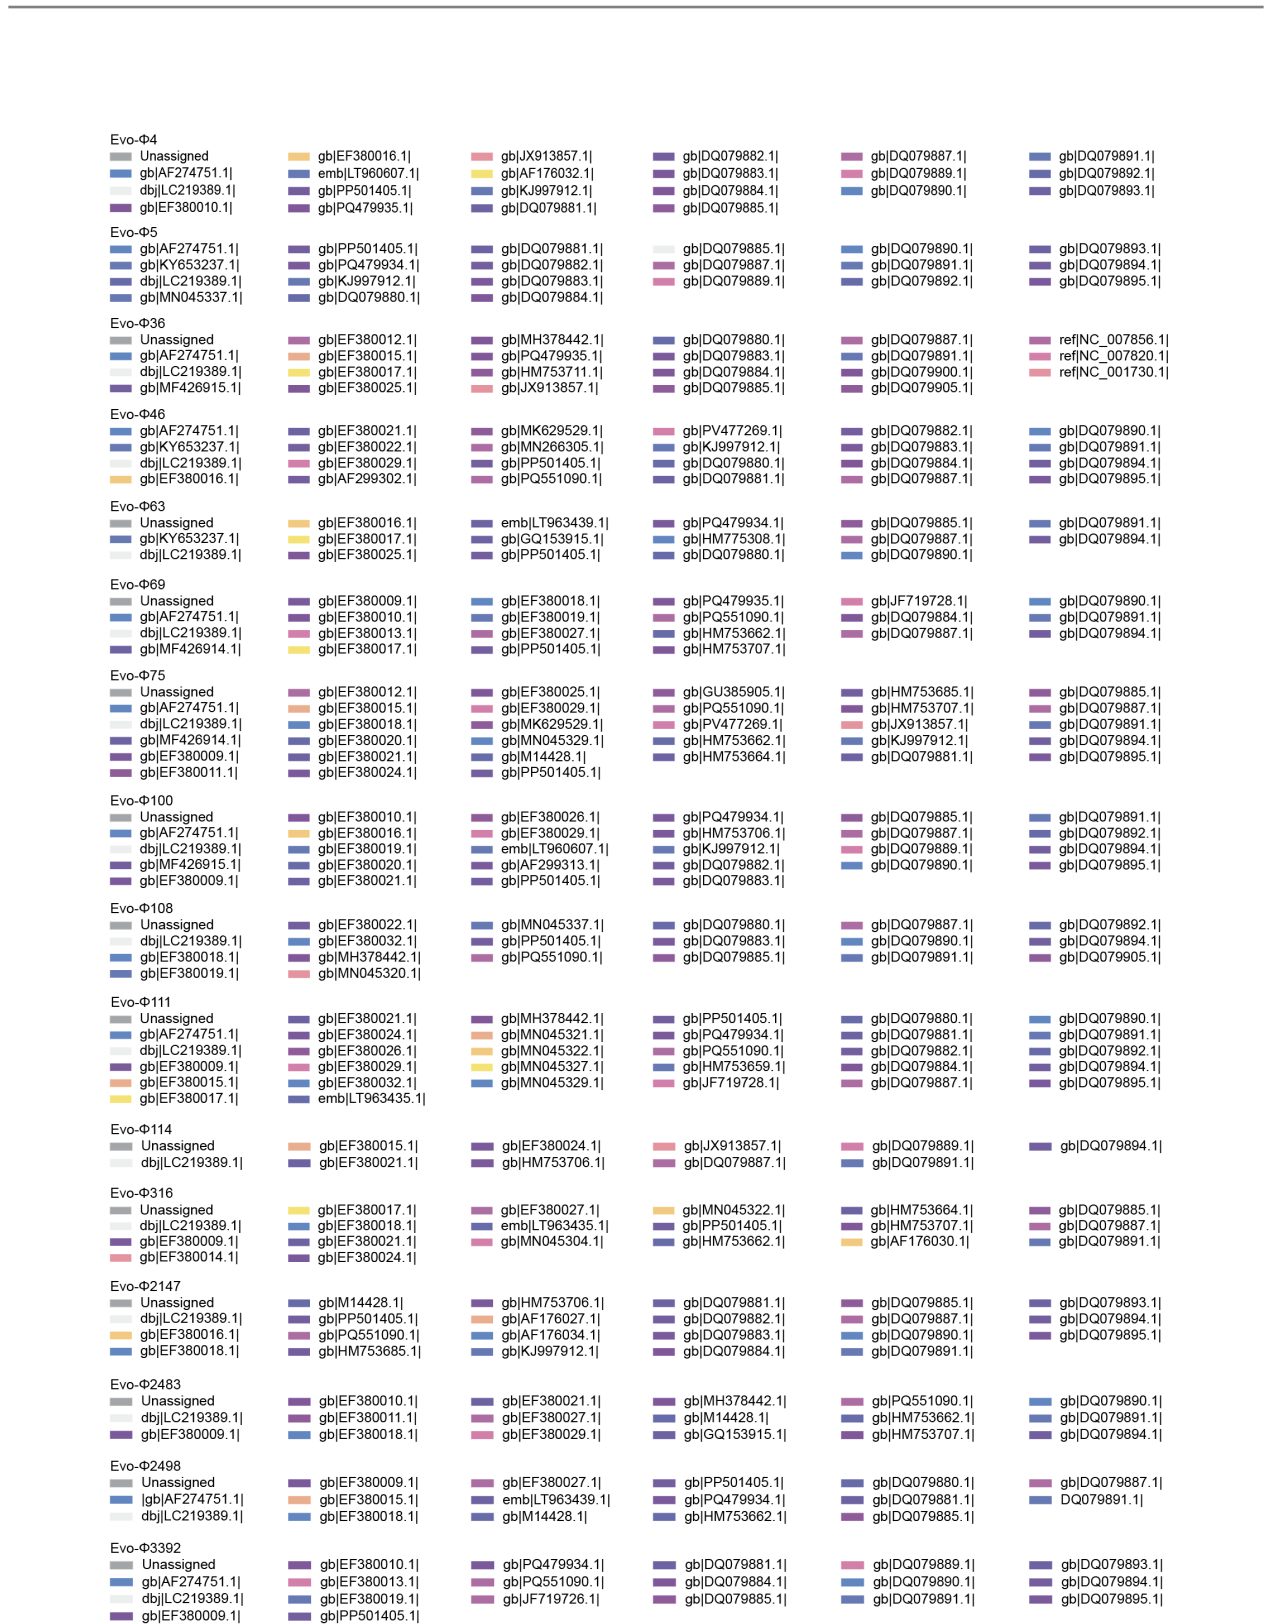 Evo-Φ4
Unassigned gb|EF380016.1| gb|JX913857.1| gb|DQ079882.1| gb|DQ079887.1| gb|DQ079891.1|
gb|AF274751.1| emb|LT960607.1| gb|AF176032.1| gb|DQ079883.1| gb|DQ079889.1| gb|DQ079892.1|
dbj|LC219389.1| gb|PP501405.1| gb|KJ997912.1| gb|DQ079884.1| gb|DQ079890.1| gb|DQ079893.1|
gb|EF380010.1| gb|PQ479935.1| gb|DQ079881.1| gb|DQ079885.1|
Evo-Φ5
gb|AF274751.1| gb|PP501405.1| gb|DQ079881.1| gb|DQ079885.1| gb|DQ079890.1| gb|DQ079893.1|
gb|KY653237.1| gb|PQ479934.1| gb|DQ079882.1| gb|DQ079887.1| gb|DQ079891.1| gb|DQ079894.1|
dbj|LC219389.1| gb|KJ997912.1| gb|DQ079883.1| gb|DQ079889.1| gb|DQ079892.1| gb|DQ079895.1|
gb|MN045337.1| gb|DQ079880.1| gb|DQ079884.1|
Evo-Φ36
Unassigned gb|EF380012.1| gb|MH378442.1| gb|DQ079880.1| gb|DQ079887.1| ref|NC_007856.1|
gb|AF274751.1| gb|EF380015.1| gb|PQ479935.1| gb|DQ079883.1| gb|DQ079891.1| ref|NC_007820.1|
dbj|LC219389.1| gb|EF380017.1| gb|HM753711.1| gb|DQ079884.1| gb|DQ079900.1| ref|NC_001730.1|
gb|MF426915.1| gb|EF380025.1| gb|JX913857.1| gb|DQ079885.1| gb|DQ079905.1|
Evo-Φ46
gb|AF274751.1| gb|EF380021.1| gb|MK629529.1| gb|PV477269.1| gb|DQ079882.1| gb|DQ079890.1|
gb|KY653237.1| gb|EF380022.1| gb|MN266305.1| gb|KJ997912.1| gb|DQ079883.1| gb|DQ079891.1|
dbj|LC219389.1| gb|EF380029.1| gb|PP501405.1| gb|DQ079880.1| gb|DQ079884.1| gb|DQ079894.1|
gb|EF380016.1| gb|AF299302.1| gb|PQ551090.1| gb|DQ079881.1| gb|DQ079887.1| gb|DQ079895.1|
Evo-Φ63
Unassigned gb|EF380016.1| emb|LT963439.1| gb|PQ479934.1| gb|DQ079885.1| gb|DQ079891.1|
gb|KY653237.1| gb|EF380017.1| gb|GQ153915.1| gb|HM775308.1| gb|DQ079887.1| gb|DQ079894.1|
dbj|LC219389.1| gb|EF380025.1| gb|PP501405.1| gb|DQ079880.1| gb|DQ079890.1|
Evo-Φ69
Unassigned gb|EF380009.1| gb|EF380018.1| gb|PQ479935.1| gb|JF719728.1| gb|DQ079890.1|
gb|AF274751.1| gb|EF380010.1| gb|EF380019.1| gb|PQ551090.1| gb|DQ079884.1| gb|DQ079891.1|
dbj|LC219389.1| gb|EF380013.1| gb|EF380027.1| gb|HM753662.1| gb|DQ079887.1| gb|DQ079894.1|
gb|MF426914.1| gb|EF380017.1| gb|PP501405.1| gb|HM753707.1|
Evo-Φ75
Unassigned gb|EF380012.1| gb|EF380025.1| gb|GU385905.1| gb|HM753685.1| gb|DQ079885.1|
gb|AF274751.1| gb|EF380015.1| gb|EF380029.1| gb|PQ551090.1| gb|HM753707.1| gb|DQ079887.1|
dbj|LC219389.1| gb|EF380018.1| gb|MK629529.1| gb|PV477269.1| gb|JX913857.1| gb|DQ079891.1|
gb|MF426914.1| gb|EF380020.1| gb|MN045329.1| gb|HM753662.1| gb|KJ997912.1| gb|DQ079894.1|
gb|EF380009.1| gb|EF380021.1| gb|M14428.1| gb|HM753664.1| gb|DQ079881.1| gb|DQ079895.1|
gb|EF380011.1| gb|EF380024.1| gb|PP501405.1|
Evo-Φ100
Unassigned gb|EF380010.1| gb|EF380026.1| gb|PQ479934.1| gb|DQ079885.1| gb|DQ079891.1|
gb|AF274751.1| gb|EF380016.1| gb|EF380029.1| gb|HM753706.1| gb|DQ079887.1| gb|DQ079892.1|
dbj|LC219389.1| gb|EF380019.1| emb|LT960607.1| gb|KJ997912.1| gb|DQ079889.1| gb|DQ079894.1|
gb|MF426915.1| gb|EF380020.1| gb|AF299313.1| gb|DQ079882.1| gb|DQ079890.1| gb|DQ079895.1|
gb|EF380009.1| gb|EF380021.1| gb|PP501405.1| gb|DQ079883.1|
Evo-Φ108
Unassigned gb|EF380022.1| gb|MN045337.1| gb|DQ079880.1| gb|DQ079887.1| gb|DQ079892.1|
dbj|LC219389.1| gb|EF380032.1| gb|PP501405.1| gb|DQ079883.1| gb|DQ079890.1| gb|DQ079894.1|
gb|EF380018.1| gb|MH378442.1| gb|PQ551090.1| gb|DQ079885.1| gb|DQ079891.1| gb|DQ079905.1|
gb|EF380019.1| gb|MN045320.1|
Evo-Φ111
Unassigned gb|EF380021.1| gb|MH378442.1| gb|PP501405.1| gb|DQ079880.1| gb|DQ079890.1|
gb|AF274751.1| gb|EF380024.1| gb|MN045321.1| gb|PQ479934.1| gb|DQ079881.1| gb|DQ079891.1|
dbj|LC219389.1| gb|EF380026.1| gb|MN045322.1| gb|PQ551090.1| gb|DQ079882.1| gb|DQ079892.1|
gb|EF380009.1| gb|EF380029.1| gb|MN045327.1| gb|HM753659.1| gb|DQ079884.1| gb|DQ079894.1|
gb|EF380015.1| gb|EF380032.1| gb|MN045329.1| gb|JF719728.1| gb|DQ079887.1| gb|DQ079895.1|
gb|EF380017.1| emb|LT963435.1|
Evo-Φ114
Unassigned gb|EF380015.1| gb|EF380024.1| gb|JX913857.1| gb|DQ079889.1| gb|DQ079894.1|
dbj|LC219389.1| gb|EF380021.1| gb|HM753706.1| gb|DQ079887.1| gb|DQ079891.1|
Evo-Φ316
Unassigned gb|EF380017.1| gb|EF380027.1| gb|MN045322.1| gb|HM753664.1| gb|DQ079885.1|
dbj|LC219389.1| gb|EF380018.1| emb|LT963435.1| gb|PP501405.1| gb|HM753707.1| gb|DQ079887.1|
gb|EF380009.1| gb|EF380021.1| gb|MN045304.1| gb|HM753662.1| gb|AF176030.1| gb|DQ079891.1|
gb|EF380014.1| gb|EF380024.1|
Evo-Φ2147
Unassigned gb|M14428.1| gb|HM753706.1| gb|DQ079881.1| gb|DQ079885.1| gb|DQ079893.1|
dbj|LC219389.1| gb|PP501405.1| gb|AF176027.1| gb|DQ079882.1| gb|DQ079887.1| gb|DQ079894.1|
gb|EF380016.1| gb|PQ551090.1| gb|AF176034.1| gb|DQ079883.1| gb|DQ079890.1| gb|DQ079895.1|
gb|EF380018.1| gb|HM753685.1| gb|KJ997912.1| gb|DQ079884.1| gb|DQ079891.1|
Evo-Φ2483
Unassigned gb|EF380010.1| gb|EF380021.1| gb|MH378442.1| gb|PQ551090.1| gb|DQ079890.1|
dbj|LC219389.1| gb|EF380011.1| gb|EF380027.1| gb|M14428.1| gb|HM753662.1| gb|DQ079891.1|
gb|EF380009.1| gb|EF380018.1| gb|EF380029.1| gb|GQ153915.1| gb|HM753707.1| gb|DQ079894.1|
Evo-Φ2498
Unassigned gb|EF380009.1| gb|EF380027.1| gb|PP501405.1| gb|DQ079880.1| gb|DQ079887.1|
|gb|AF274751.1| gb|EF380015.1| emb|LT963439.1| gb|PQ479934.1| gb|DQ079881.1| DQ079891.1|
dbj|LC219389.1| gb|EF380018.1| gb|M14428.1| gb|HM753662.1| gb|DQ079885.1|
Evo-Φ3392
Unassigned gb|EF380010.1| gb|PQ479934.1| gb|DQ079881.1| gb|DQ079889.1| gb|DQ079893.1|
gb|AF274751.1| gb|EF380013.1| gb|PQ551090.1| gb|DQ079884.1| gb|DQ079890.1| gb|DQ079894.1|
dbj|LC219389.1| gb|EF380019.1| gb|JF719726.1| gb|DQ079885.1| gb|DQ079891.1| gb|DQ079895.1|
gb|EF380009.1| gb|PP501405.1|